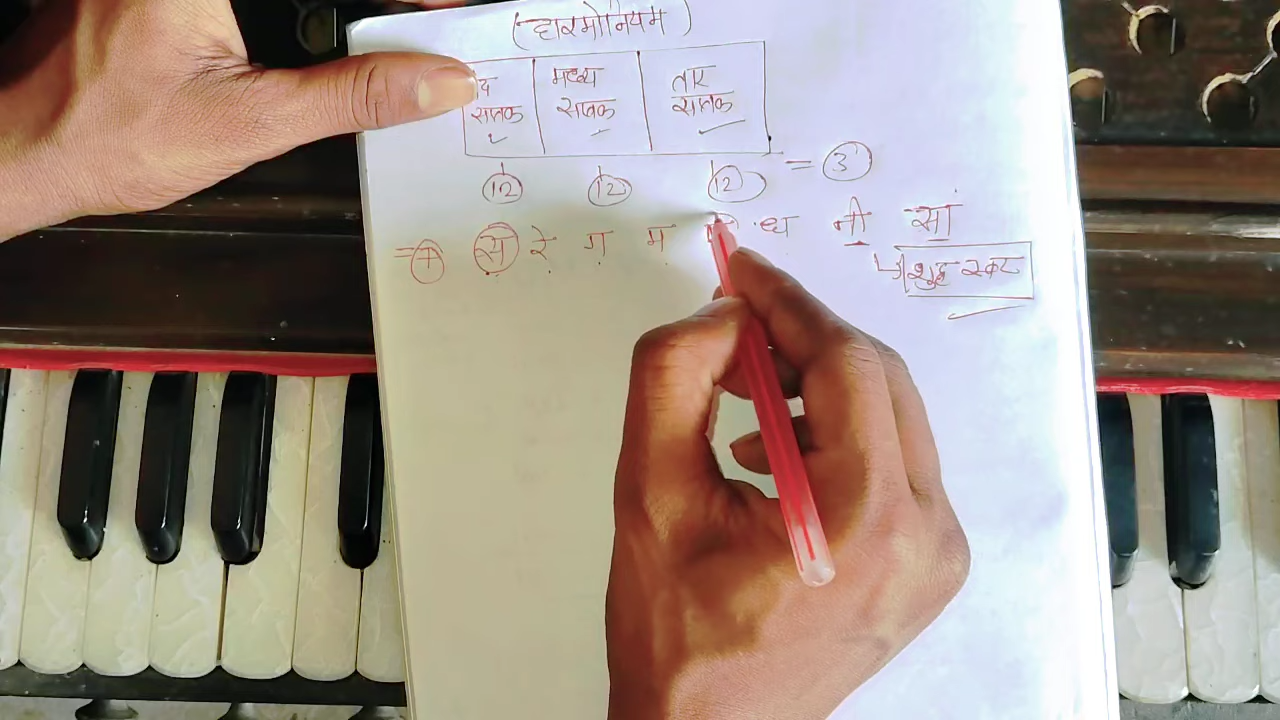 (हारमोनियम)
मध्य तार
सप्तक सप्तक सप्तक
12 12 12 = 3
= 7 स रे ग म ध नी सां
शुद्ध स्वर